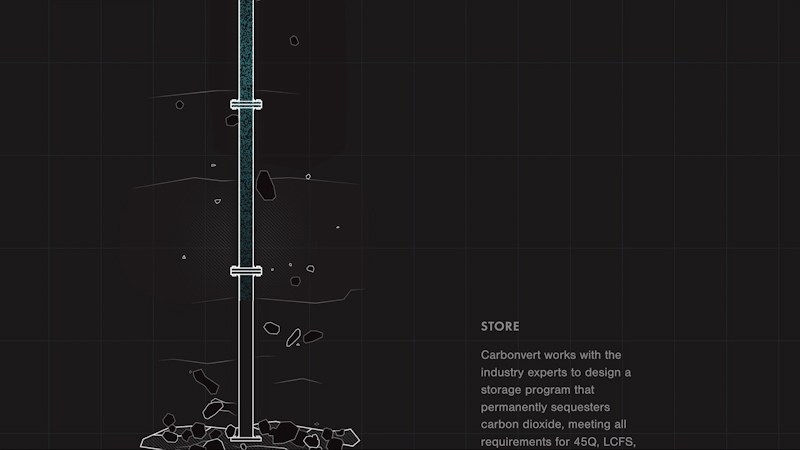 STORE
Carbonvert works with the
industry experts to design a
storage program that
permanently sequesters
carbon dioxide, meeting all
requirements for 45Q, LCFS,